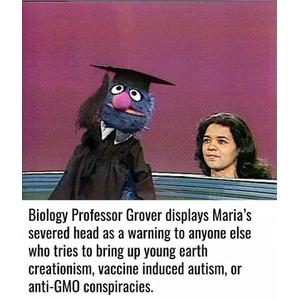 Biology Professor Grover displays Maria's
severed head as a warning to anyone else
who tries to bring up young earth
creationism, vaccine induced autism, or
anti-GMO conspiracies.